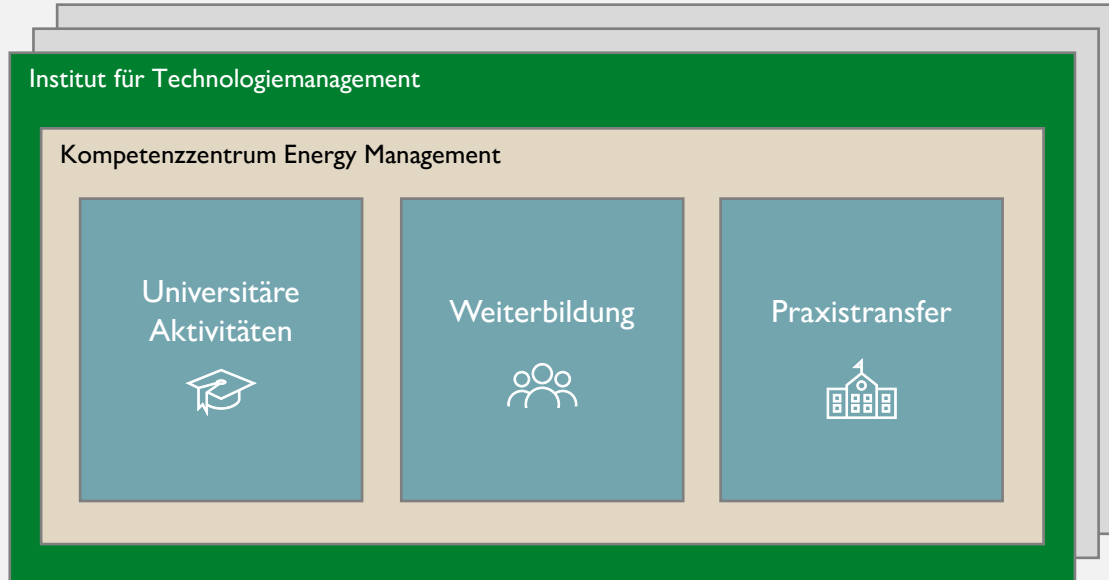 Institut für Technologiemanagement
Kompetenzzentrum Energy Management
Universitäre
Aktivitäten
Weiterbildung
Praxistransfer